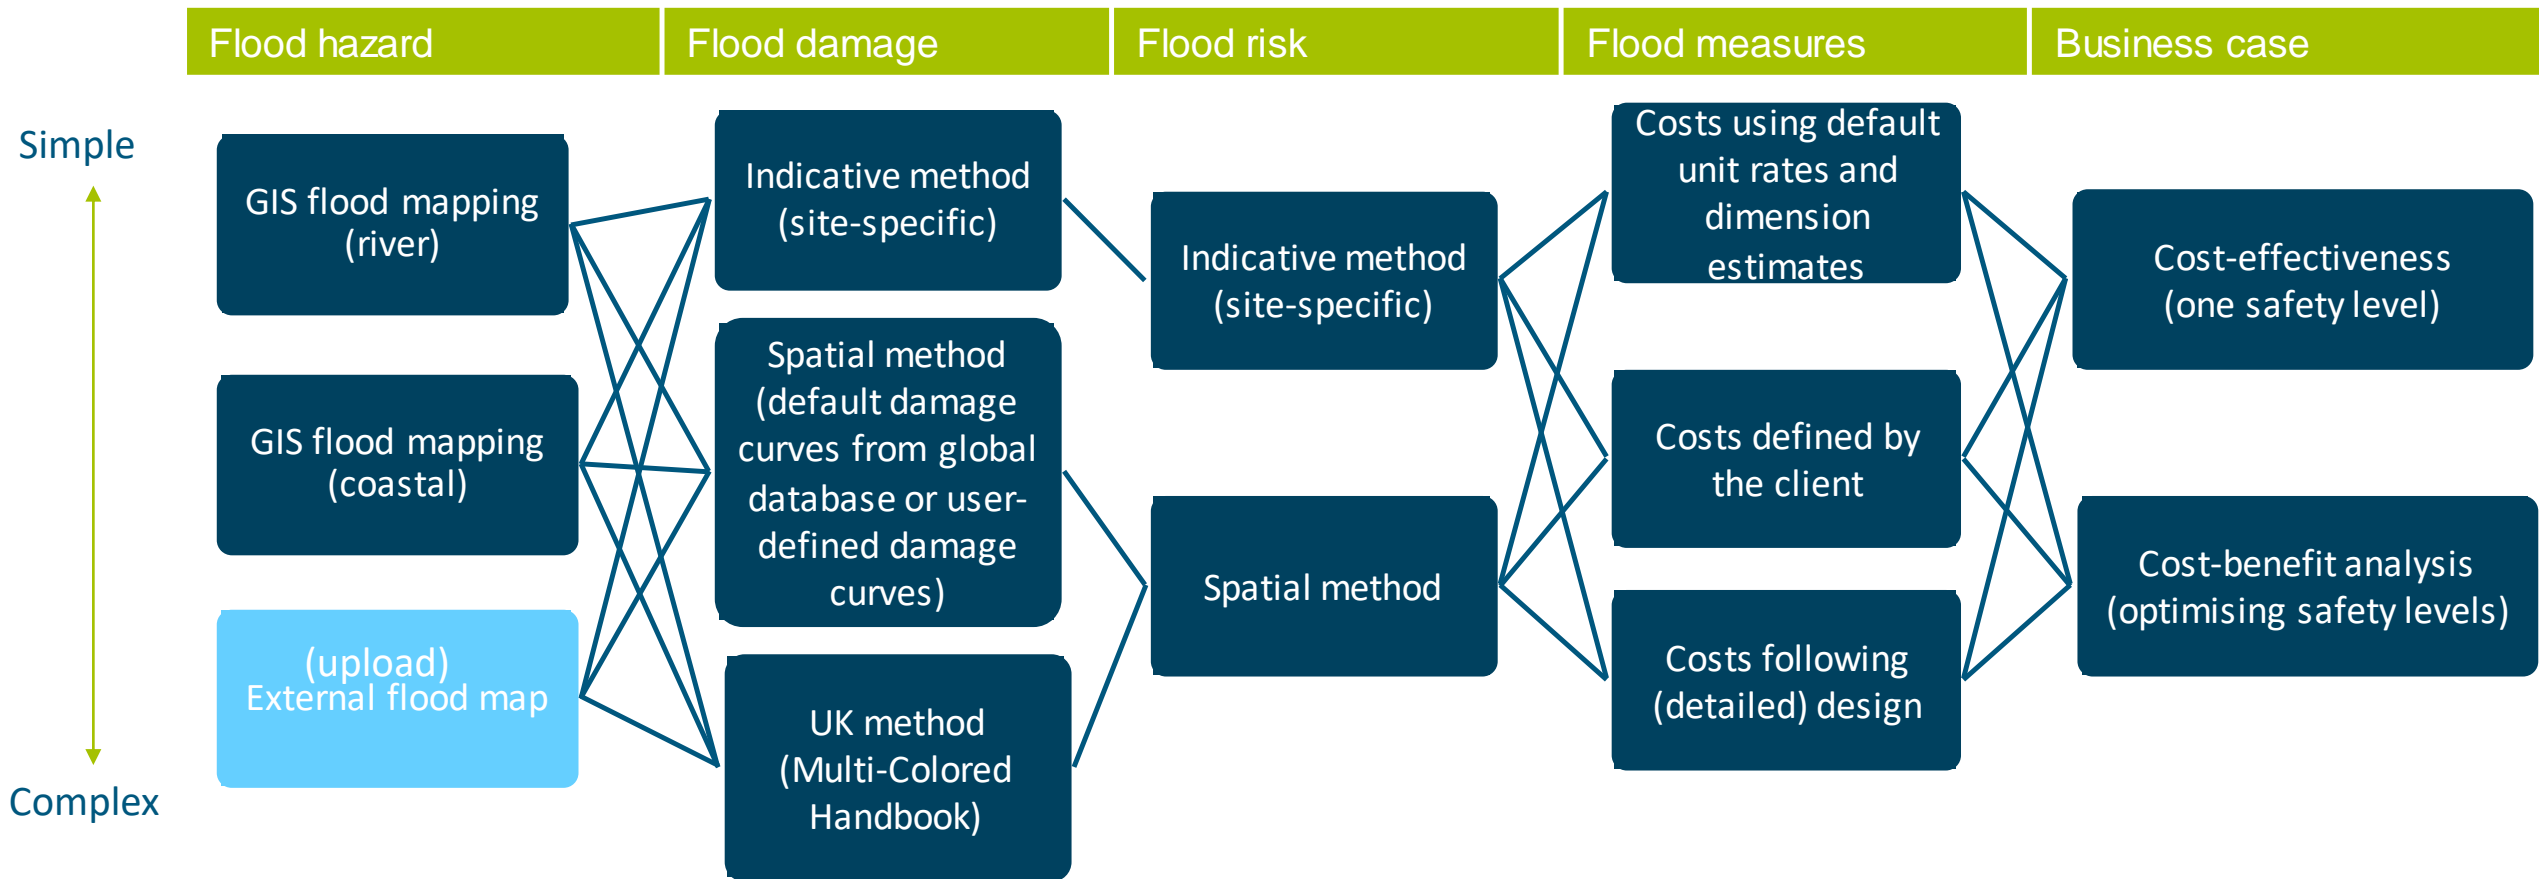 Flood hazard
Flood damage
Flood risk
Flood measures
Business case
Simple
Complex
GIS flood mapping
(river)
GIS flood mapping
(coastal)
(upload)
External flood map
Indicative method
(site-specific)
Spatial method
(default damage
curves from global
database or user-
defined damage
curves)
UK method
(Multi-Colored
Handbook)
Indicative method
(site-specific)
Spatial method
Costs using default
unit rates and
dimension
estimates
Costs defined by
the client
Costs following
(detailed) design
Cost-effectiveness
(one safety level)
Cost-benefit analysis
(optimising safety levels)